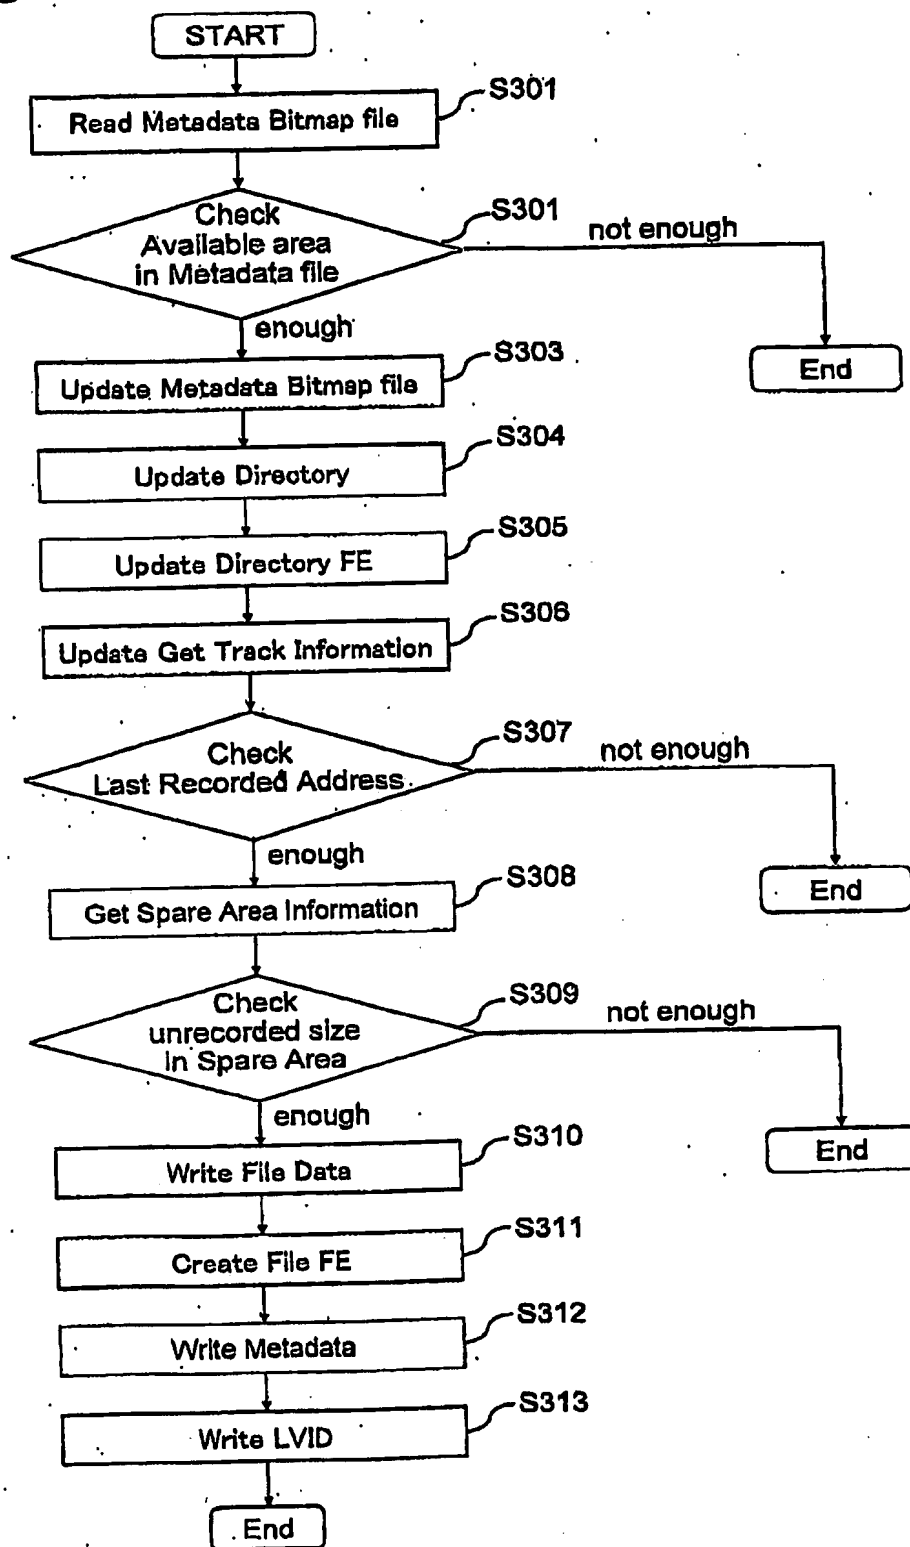 START
S301
Read Metadata Bitmap file
Check
Available area
in Metadata file
S301
not enough
enough
End
S303
Update Metadata Bitmap file
S304
Update Directory
S305
Update Directory FE
S306
Update Get Track Information
S307
Check
Last Recorded Address
not enough
enough
End
S308
Get Spare Area Information
S309
Check
unrecorded size
in Spare Area
not enough
enough
End
S310
Write File Data
S311
Create File FE
S312
Write Metadata
S313
Write LVID
End